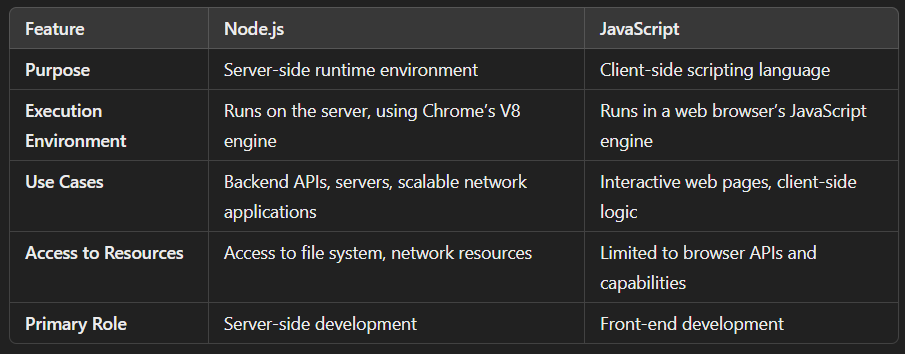 Feature Node.js JavaScript
Purpose Server-side runtime environment Client-side scripting language
Execution Runs on the server, using Chrome’s V8 Runs in a web browser’s JavaScript
Environment engine engine
Use Cases Backend APIs, servers, scalable network Interactive web pages, client-side
applications logic
Access to Resources Access to file system, network resources Limited to browser APIs and
capabilities
Primary Role Server-side development Front-end development